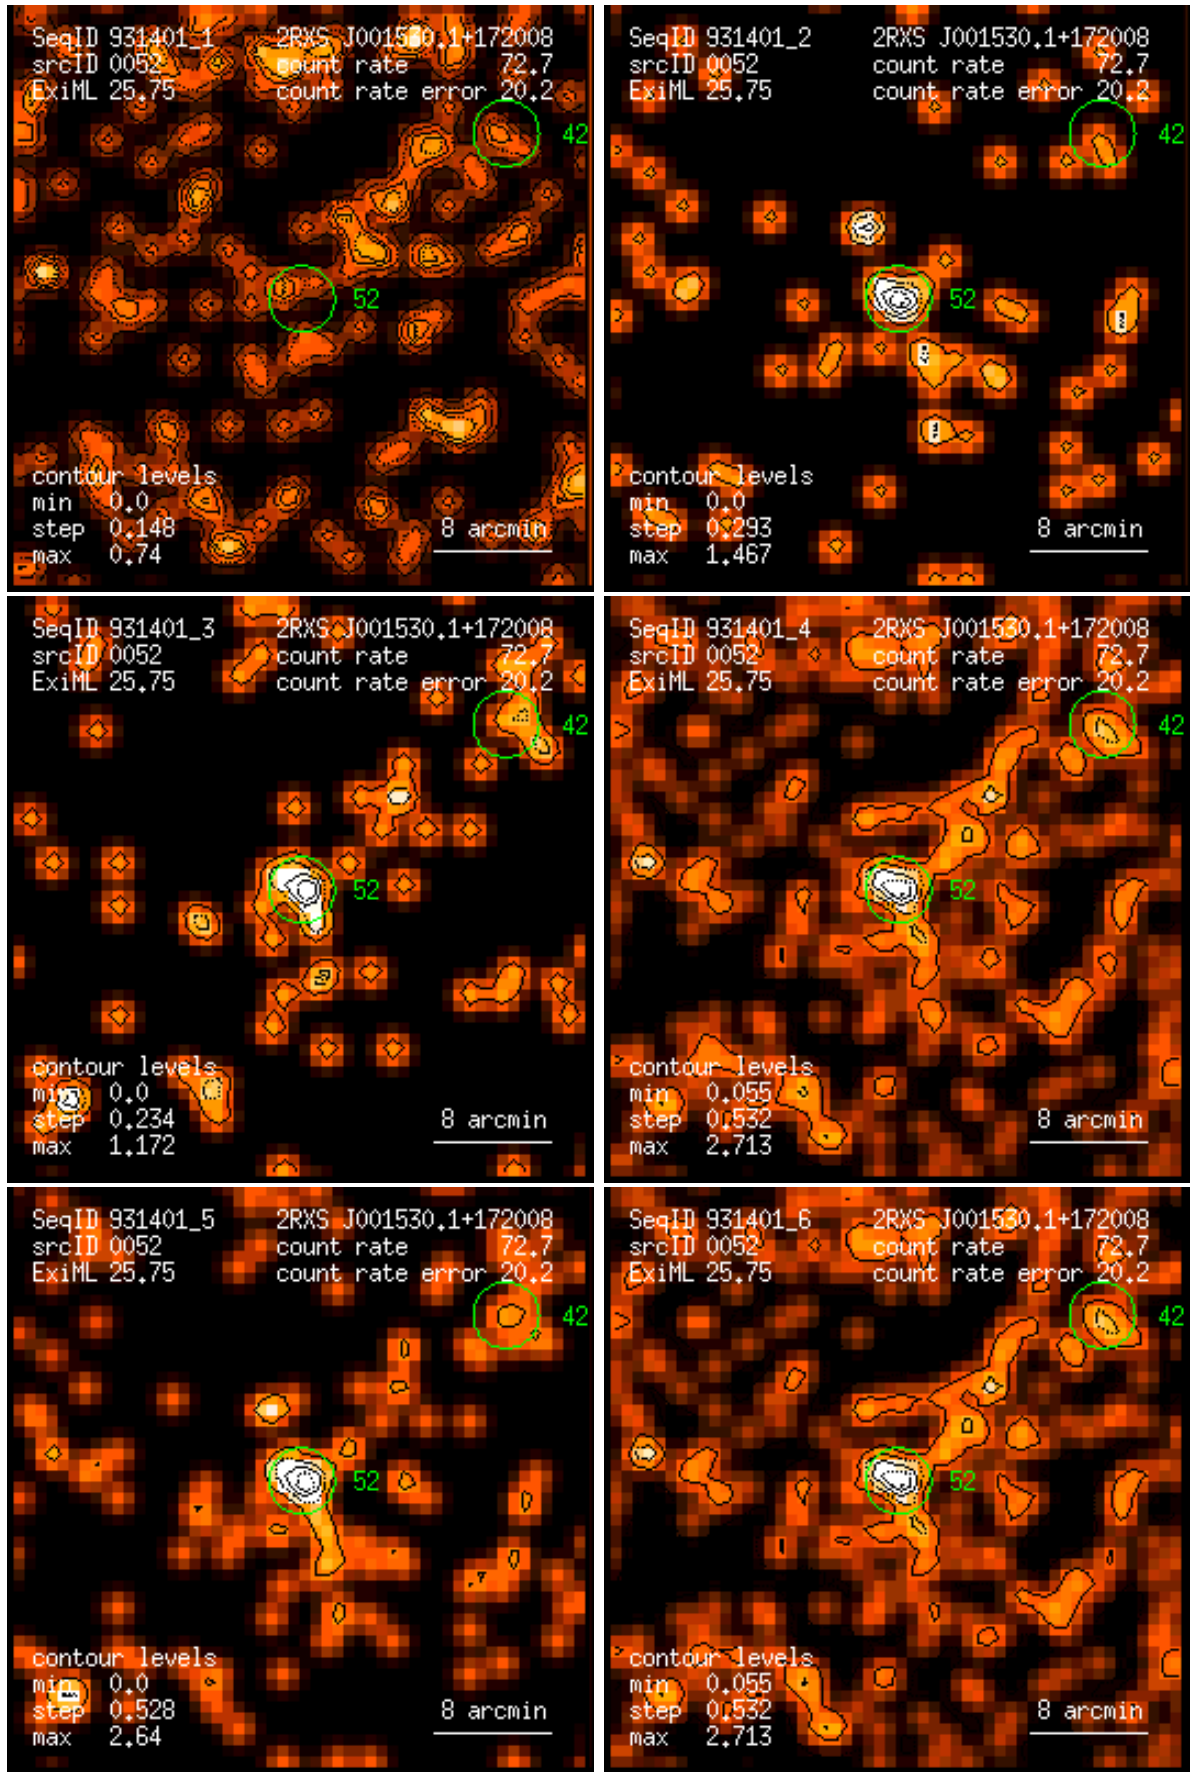 SeqID 931401_1 2RXS J001530.1+172008
srcID 0052 count rate 72.7
ExiML 25.75 count rate error 20.2
42
52
contour levels
min 0.0
step 0.148 8 arcmin
max 0.74
SeqID 931401_2 2RXS J001530.1+172008
srcID 0052 count rate 72.7
ExiML 25.75 count rate error 20.2
42
52
contour levels
min 0.0
step 0.293 8 arcmin
max 1.467
SeqID 931401_3 2RXS J001530.1+172008
srcID 0052 count rate 72.7
ExiML 25.75 count rate error 20.2
42
52
contour levels
min 0.0
step 0.234 8 arcmin
max 1.172
SeqID 931401_4 2RXS J001530.1+172008
srcID 0052 count rate 72.7
ExiML 25.75 count rate error 20.2
42
52
contour levels
min 0.055
step 0.532 8 arcmin
max 2.713
SeqID 931401_5 2RXS J001530.1+172008
srcID 0052 count rate 72.7
ExiML 25.75 count rate error 20.2
42
52
contour levels
min 0.0
step 0.528 8 arcmin
max 2.64
SeqID 931401_6 2RXS J001530.1+172008
srcID 0052 count rate 72.7
ExiML 25.75 count rate error 20.2
42
52
contour levels
min 0.055
step 0.532 8 arcmin
max 2.713